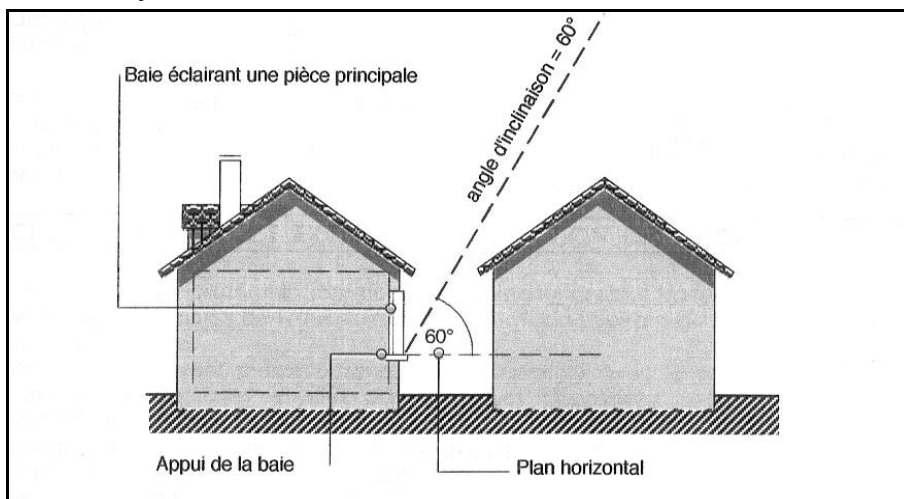 Baie éclairant une pièce principale
angle d'inclinaison = 60°
60°
Appui de la baie
Plan horizontal